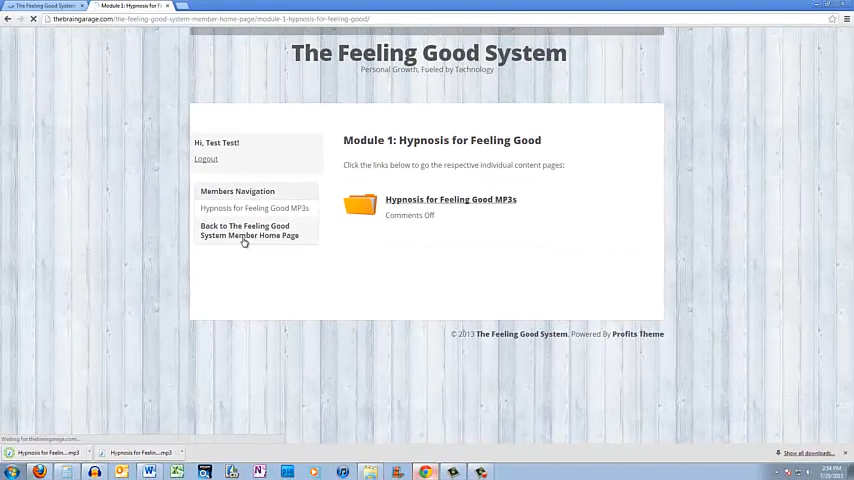 The Feeling Good System
Module 1: Hypnosis for F
thebraingarage.com/the-feeling-good-system-member-home-page/module-1-hypnosis-for-feeling-good/
The Feeling Good System
Personal Growth, Fueled by Technology
Hi, Test Test!
Logout
Members Navigation
Hypnosis for Feeling Good MP3s
Back to The Feeling Good
System Member Home Page
Module 1: Hypnosis for Feeling Good
Click the links below to go the respective individual content pages:
Hypnosis for Feeling Good MP3s
Comments Off
© 2013 The Feeling Good System. Powered By Profits Theme
Waiting for thebraingarage.com...
Hypnosis for Feelin....mp3
Hypnosis for Feelin....mp3
Show all downloads...
2:54 PM
7/29/2013